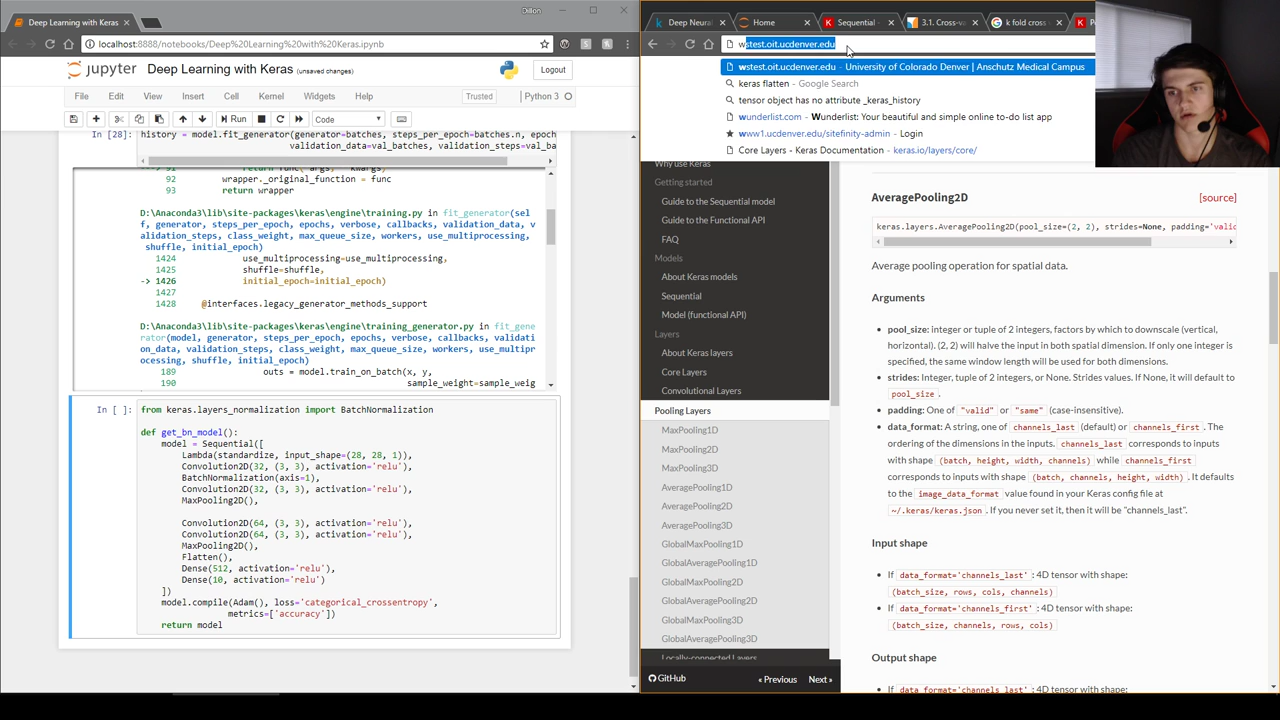 Dillon
Deep Learning with Keras
localhost:8888/notebooks/Deep%20Learning%20with%20Keras.ipynb
jupyter Deep Learning with Keras (unsaved changes)
Logout
File Edit View Insert Cell Kernel Widgets Help Trusted Python 3
Run Code
In [28]: history = model.fit_generator(generator=batches, steps_per_epoch=batches.n, epoch
validation_data=val_batches, validation_steps=val_ba
91 return func(*args, **kwargs)
92 wrapper._original_function = func
93 return wrapper
D:\Anaconda3\lib\site-packages\keras\engine\training.py in fit_generator(sel
f, generator, steps_per_epoch, epochs, verbose, callbacks, validation_data, v
alidation_steps, class_weight, max_queue_size, workers, use_multiprocessing,
shuffle, initial_epoch)
1424 use_multiprocessing=use_multiprocessing,
1425 shuffle=shuffle,
-> 1426 initial_epoch=initial_epoch)
1427
1428 @interfaces.legacy_generator_methods_support
D:\Anaconda3\lib\site-packages\keras\engine\training_generator.py in fit_gene
rator(model, generator, steps_per_epoch, epochs, verbose, callbacks, validati
on_data, validation_steps, class_weight, max_queue_size, workers, use_multipr
ocessing, shuffle, initial_epoch)
189 outs = model.train_on_batch(x, y,
190 sample_weight=sample_weig
In [ ]: from keras.layers_normalization import BatchNormalization
def get_bn_model():
model = Sequential([
Lambda(standardize, input_shape=(28, 28, 1)),
Convolution2D(32, (3, 3), activation='relu'),
BatchNormalization(axis=1),
Convolution2D(32, (3, 3), activation='relu'),
MaxPooling2D(),
Convolution2D(64, (3, 3), activation='relu'),
Convolution2D(64, (3, 3), activation='relu'),
MaxPooling2D(),
Flatten(),
Dense(512, activation='relu'),
Dense(10, activation='relu')
])
model.compile(Adam(), loss='categorical_crossentropy',
metrics=['accuracy'])
return model
Deep Neural Home Sequential - 3.1. Cross-v k fold cross
wstest.oit.ucdenver.edu
wstest.oit.ucdenver.edu - University of Colorado Denver | Anschutz Medical Campus
keras flatten - Google Search
tensor object has no attribute _keras_history
wunderlist.com - Wunderlist: Your beautiful and simple online to-do list app
www1.ucdenver.edu/sitefinity-admin - Login
Core Layers - Keras Documentation - keras.io/layers/core/
Why use Keras
Getting started
Guide to the Sequential model
Guide to the Functional API
FAQ
Models
About Keras models
Sequential
Model (functional API)
Layers
About Keras layers
Core Layers
Convolutional Layers
Pooling Layers
MaxPooling1D
MaxPooling2D
MaxPooling3D
AveragePooling1D
AveragePooling2D
AveragePooling3D
GlobalMaxPooling1D
GlobalAveragePooling1D
GlobalMaxPooling2D
GlobalAveragePooling2D
GlobalMaxPooling3D
GlobalAveragePooling3D
Locally-connected Layers
GitHub « Previous Next »
AveragePooling2D [source]
keras.layers.AveragePooling2D(pool_size=(2, 2), strides=None, padding='valid
Average pooling operation for spatial data.
Arguments
pool_size: integer or tuple of 2 integers, factors by which to downscale (vertical,
horizontal). (2, 2) will halve the input in both spatial dimension. If only one integer is
specified, the same window length will be used for both dimensions.
strides: Integer, tuple of 2 integers, or None. Strides values. If None, it will default to
pool_size.
padding: One of "valid" or "same" (case-insensitive).
data_format: A string, one of channels_last (default) or channels_first. The
ordering of the dimensions in the inputs. channels_last corresponds to inputs
with shape (batch, height, width, channels) while channels_first
corresponds to inputs with shape (batch, channels, height, width). It defaults
to the image_data_format value found in your Keras config file at
~/.keras/keras.json. If you never set it, then it will be "channels_last".
Input shape
If data_format='channels_last': 4D tensor with shape:
(batch_size, rows, cols, channels)
If data_format='channels_first': 4D tensor with shape:
(batch_size, channels, rows, cols)
Output shape
If data_format='channels_last': 4D tensor with shape: